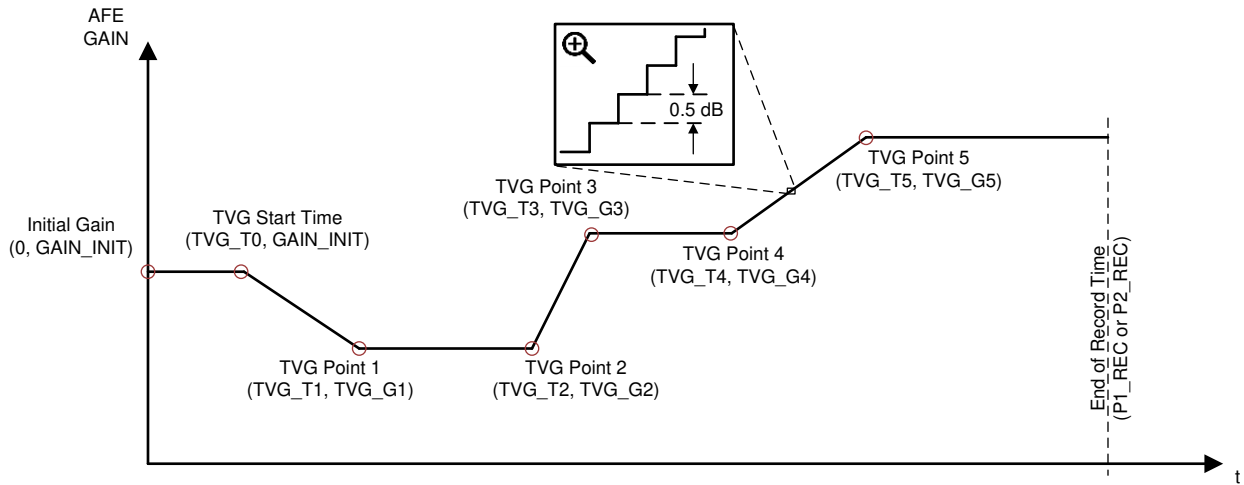 AFE
GAIN
0.5 dB
TVG Point 5
(TVG_T5, TVG_G5)
TVG Point 3
(TVG_T3, TVG_G3)
Initial Gain
(0, GAIN_INIT)
TVG Start Time
(TVG_T0, GAIN_INIT)
TVG Point 4
(TVG_T4, TVG_G4)
TVG Point 1
(TVG_T1, TVG_G1)
TVG Point 2
(TVG_T2, TVG_G2)
End of Record Time
(P1_REC or P2_REC)
t